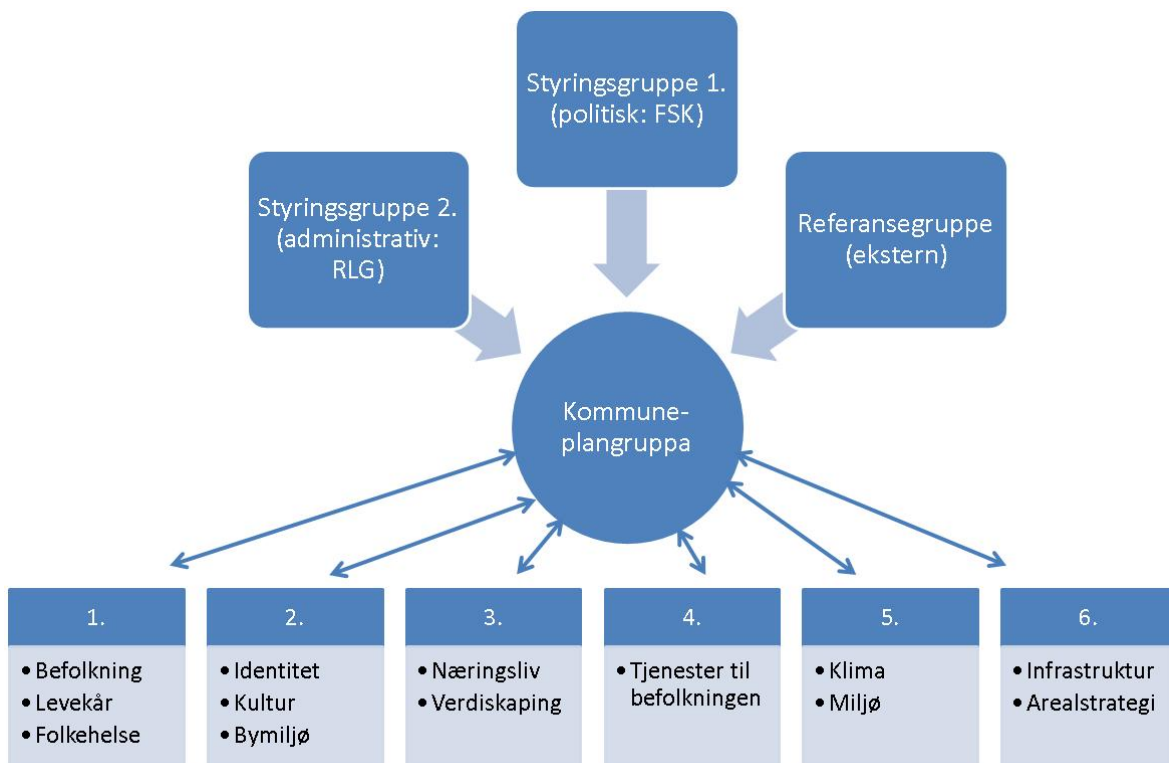 Styringsgruppe 1.
(politisk: FSK)
Styringsgruppe 2.
(administrativ:
RLG)
Referansegruppe
(ekstern)
Kommune-
plangruppa
1.
• Befolkning
• Levekår
• Folkehelse
2.
• Identitet
• Kultur
• Bymiljø
3.
• Næringsliv
• Verdiskaping
4.
• Tjenester til
befolkningen
5.
• Klima
• Miljø
6.
• Infrastruktur
• Arealstrategi